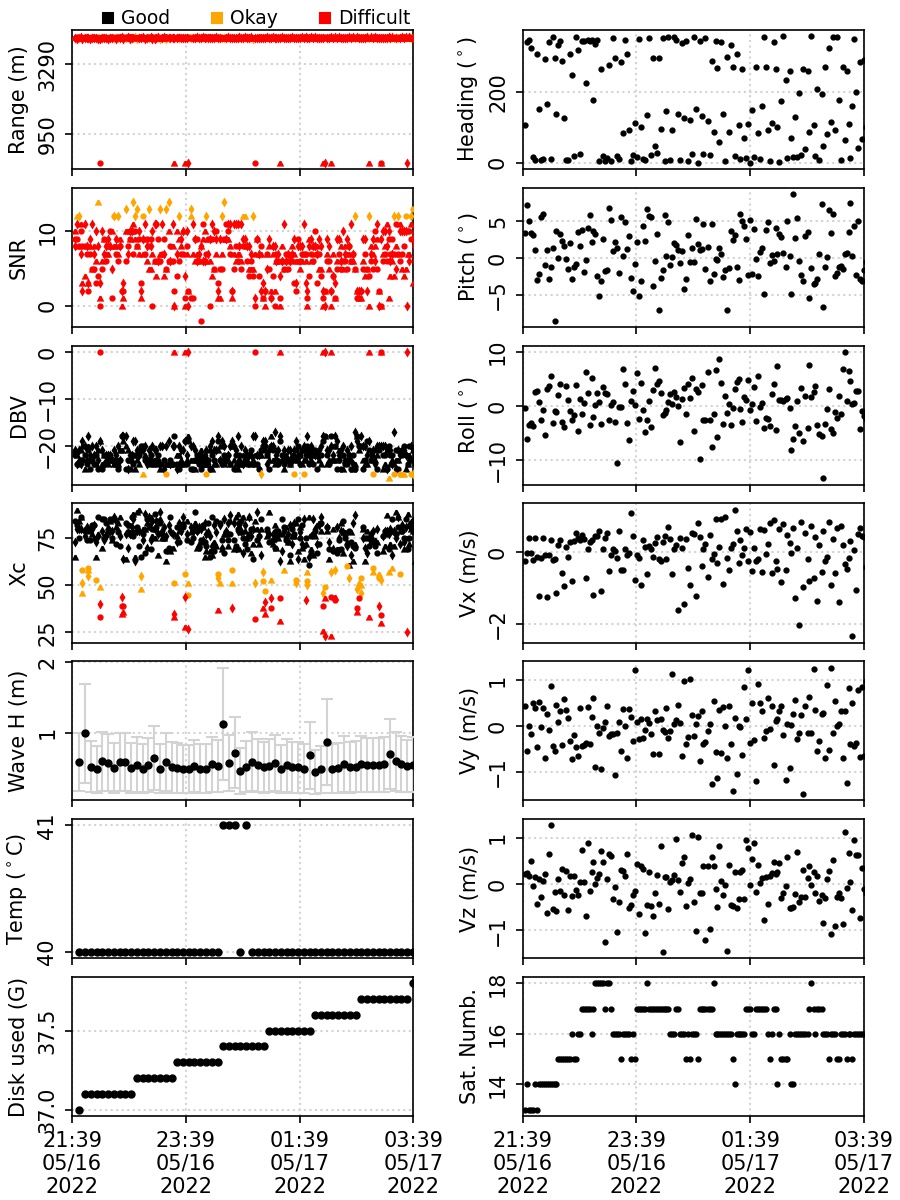 Good Okay Difficult
Range (m)
3290
950
Heading (°)
200
0
SNR
10
0
Pitch (°)
5
0
−5
DBV
0
−10
−20
Roll (°)
10
0
−10
Xc
75
50
25
Vx (m/s)
0
−2
Wave H (m)
2
1
Vy (m/s)
1
0
−1
Temp (°C)
41
40
Vz (m/s)
1
0
−1
Disk used (G)
37.5
37.0
Sat. Numb.
18
16
14
21:39 23:39 01:39 03:39
05/16 05/16 05/17 05/17
2022 2022 2022 2022
21:39 23:39 01:39 03:39
05/16 05/16 05/17 05/17
2022 2022 2022 2022